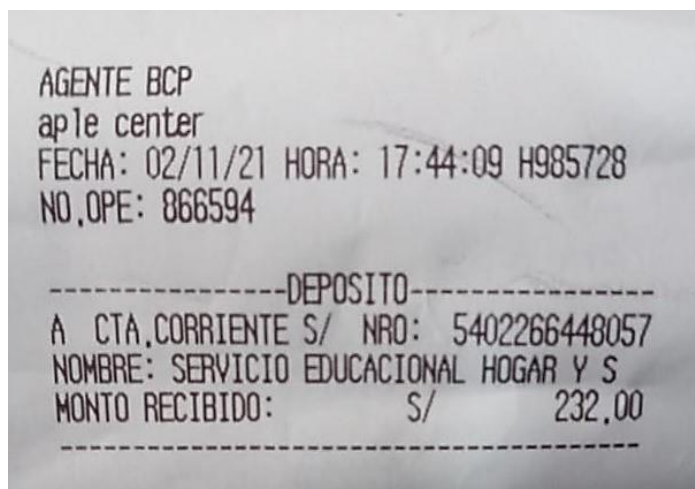 AGENTE BCP
aple center
FECHA: 02/11/21 HORA: 17:44:09 H985728
NO.OPE: 866594
----------------DEPOSITO----------------
A CTA.CORRIENTE S/ NRO: 5402266448057
NOMBRE: SERVICIO EDUCACIONAL HOGAR Y S
MONTO RECIBIDO: S/ 232.00
----------------------------------------